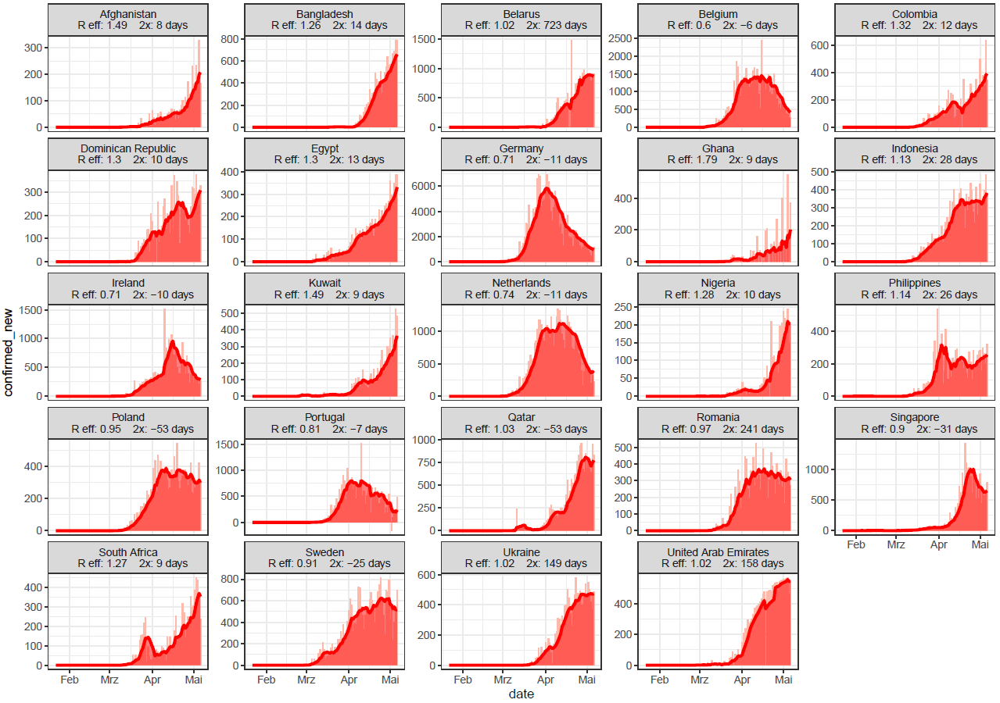 Afghanistan
R eff: 1.49 2x: 8 days
Bangladesh
R eff: 1.26 2x: 14 days
Belarus
R eff: 1.02 2x: 723 days
Belgium
R eff: 0.6 2x: −6 days
Colombia
R eff: 1.32 2x: 12 days
300
200
100
0
800
600
400
200
0
1500
1000
500
0
2500
2000
1500
1000
500
0
600
400
200
0
Dominican Republic
R eff: 1.3 2x: 10 days
Egypt
R eff: 1.3 2x: 13 days
Germany
R eff: 0.71 2x: −11 days
Ghana
R eff: 1.79 2x: 9 days
Indonesia
R eff: 1.13 2x: 28 days
300
200
100
0
400
300
200
100
0
6000
4000
2000
0
400
200
0
500
400
300
200
100
0
Ireland
R eff: 0.71 2x: −10 days
Kuwait
R eff: 1.49 2x: 9 days
Netherlands
R eff: 0.74 2x: −11 days
Nigeria
R eff: 1.28 2x: 10 days
Philippines
R eff: 1.14 2x: 26 days
1500
1000
500
0
500
400
300
200
100
0
1000
500
0
250
200
150
100
50
0
400
200
0
confirmed_new
Poland
R eff: 0.95 2x: −53 days
Portugal
R eff: 0.81 2x: −7 days
Qatar
R eff: 1.03 2x: −53 days
Romania
R eff: 0.97 2x: 241 days
Singapore
R eff: 0.9 2x: −31 days
400
200
0
1500
1000
500
0
1000
750
500
250
0
500
400
300
200
100
0
1000
500
0
Feb Mrz Apr Mai
South Africa
R eff: 1.27 2x: 9 days
Sweden
R eff: 0.91 2x: −25 days
Ukraine
R eff: 1.02 2x: 149 days
United Arab Emirates
R eff: 1.02 2x: 158 days
400
300
200
100
0
800
600
400
200
0
600
400
200
0
400
200
0
Feb Mrz Apr Mai
Feb Mrz Apr Mai
Feb Mrz Apr Mai
Feb Mrz Apr Mai
date